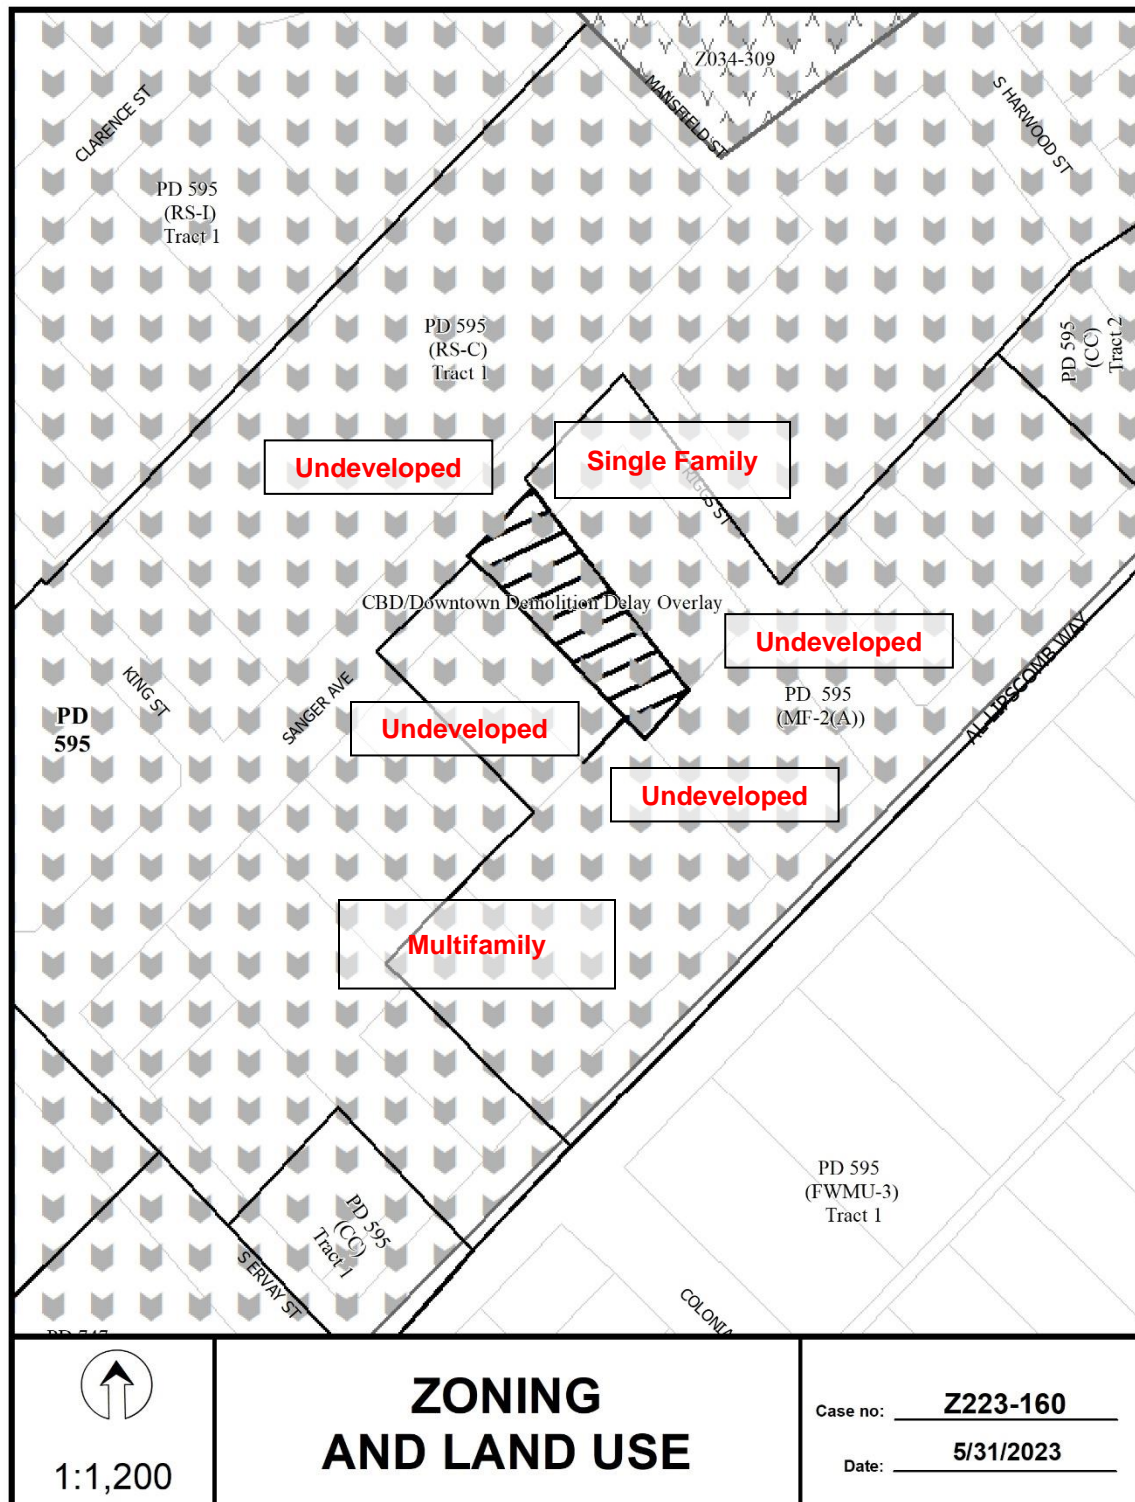 Z034-309
CLARENCE ST
MANSFIELD ST
S HARWOOD ST
PD 595
(RS-I)
Tract 1
PD 595
(RS-C)
Tract 1
PD 595
(CC)
Tract 2
Undeveloped
Single Family
CBD/Downtown Demolition Delay Overlay
Undeveloped
KING ST
SANGER AVE
PD
595
Undeveloped
PD 595
(MF-2(A))
AL LIPSCOMB WAY
Undeveloped
Multifamily
PD 595
(FWMU-3)
Tract 1
PD 595
(CC)
Tract 1
S ERVAY ST
1:1,200
ZONING
AND LAND USE
Case no: Z223-160
Date: 5/31/2023